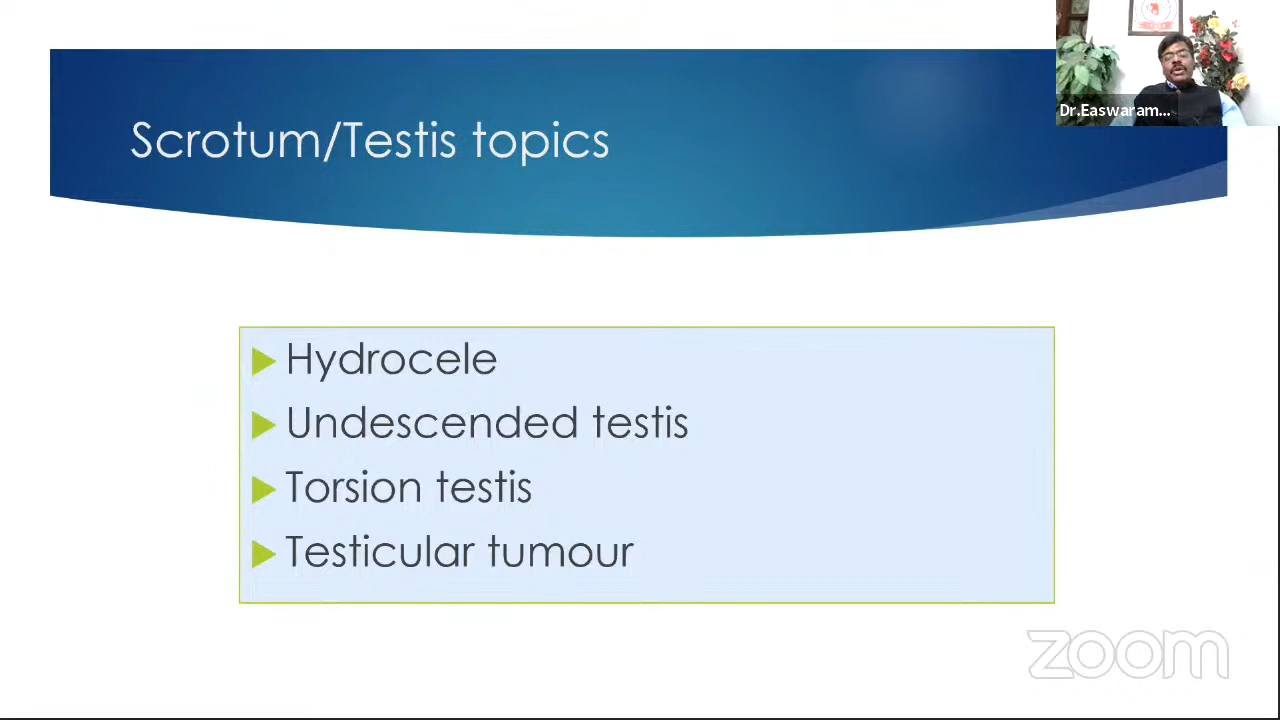 Scrotum/Testis topics
Dr.Easwaram...
Hydrocele
Undescended testis
Torsion testis
Testicular tumour
zoom